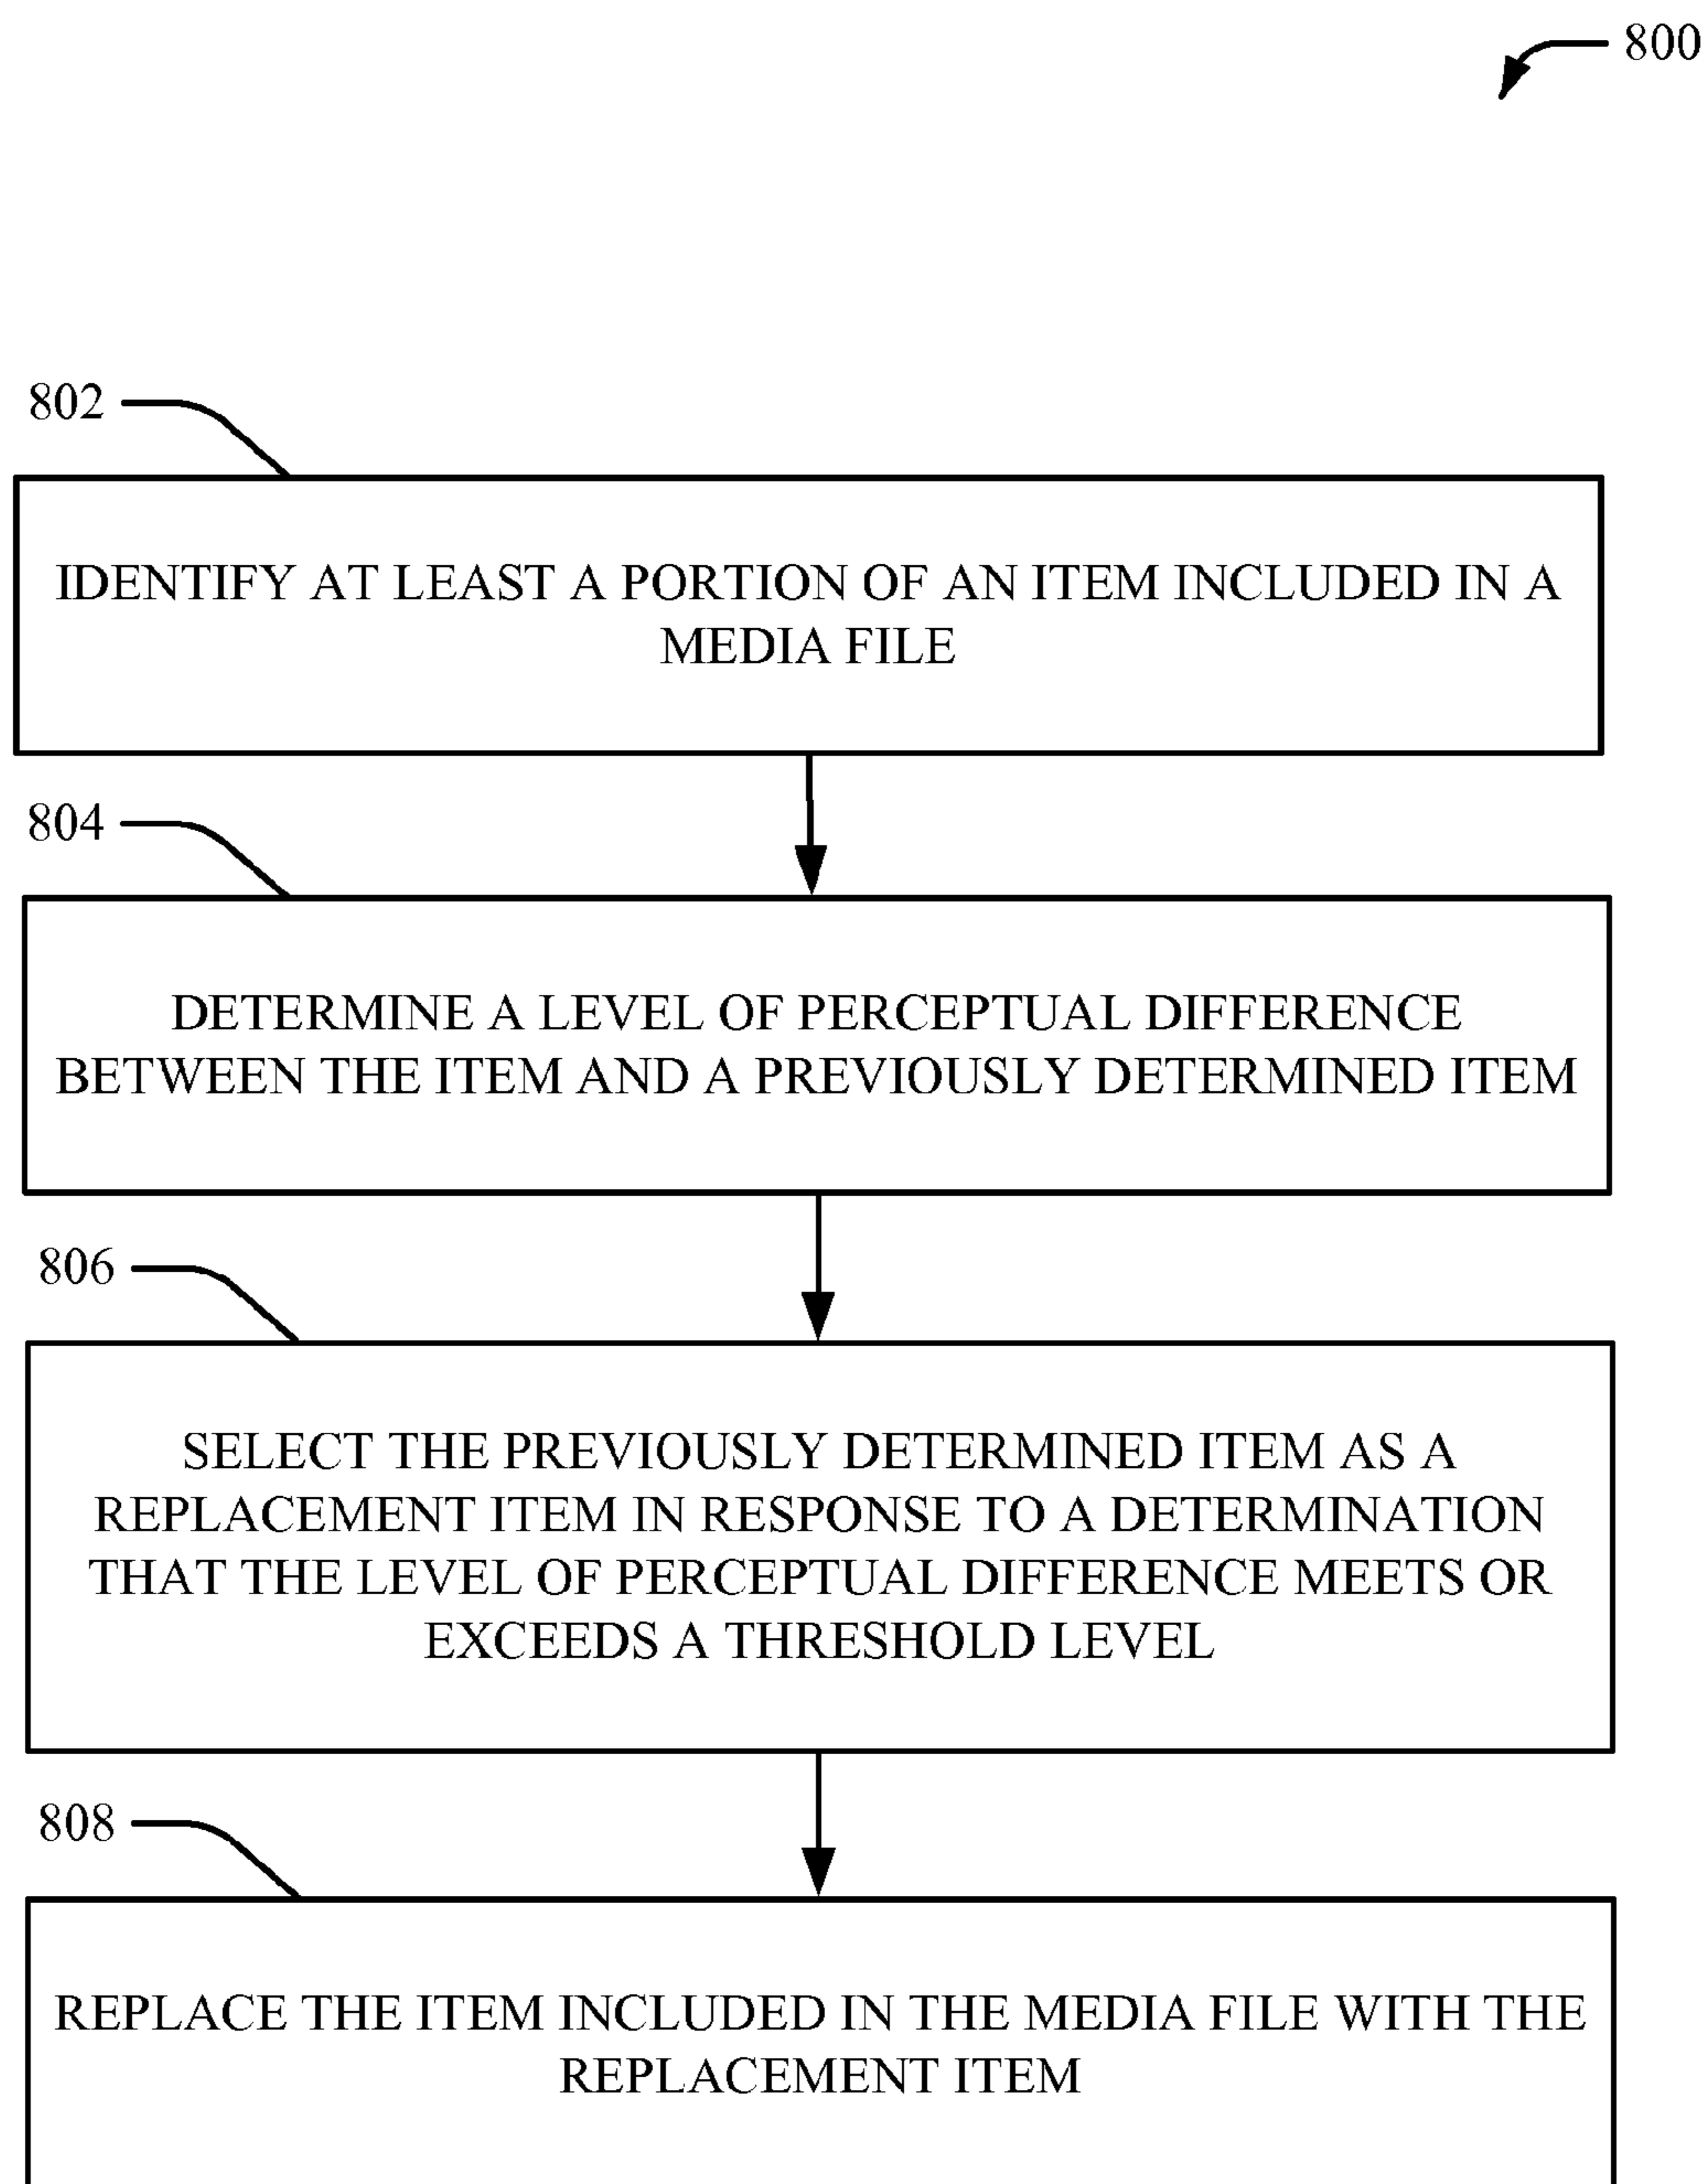 800
802
IDENTIFY AT LEAST A PORTION OF AN ITEM INCLUDED IN A
MEDIA FILE
804
DETERMINE A LEVEL OF PERCEPTUAL DIFFERENCE
BETWEEN THE ITEM AND A PREVIOUSLY DETERMINED ITEM
806
SELECT THE PREVIOUSLY DETERMINED ITEM AS A
REPLACEMENT ITEM IN RESPONSE TO A DETERMINATION
THAT THE LEVEL OF PERCEPTUAL DIFFERENCE MEETS OR
EXCEEDS A THRESHOLD LEVEL
808
REPLACE THE ITEM INCLUDED IN THE MEDIA FILE WITH THE
REPLACEMENT ITEM